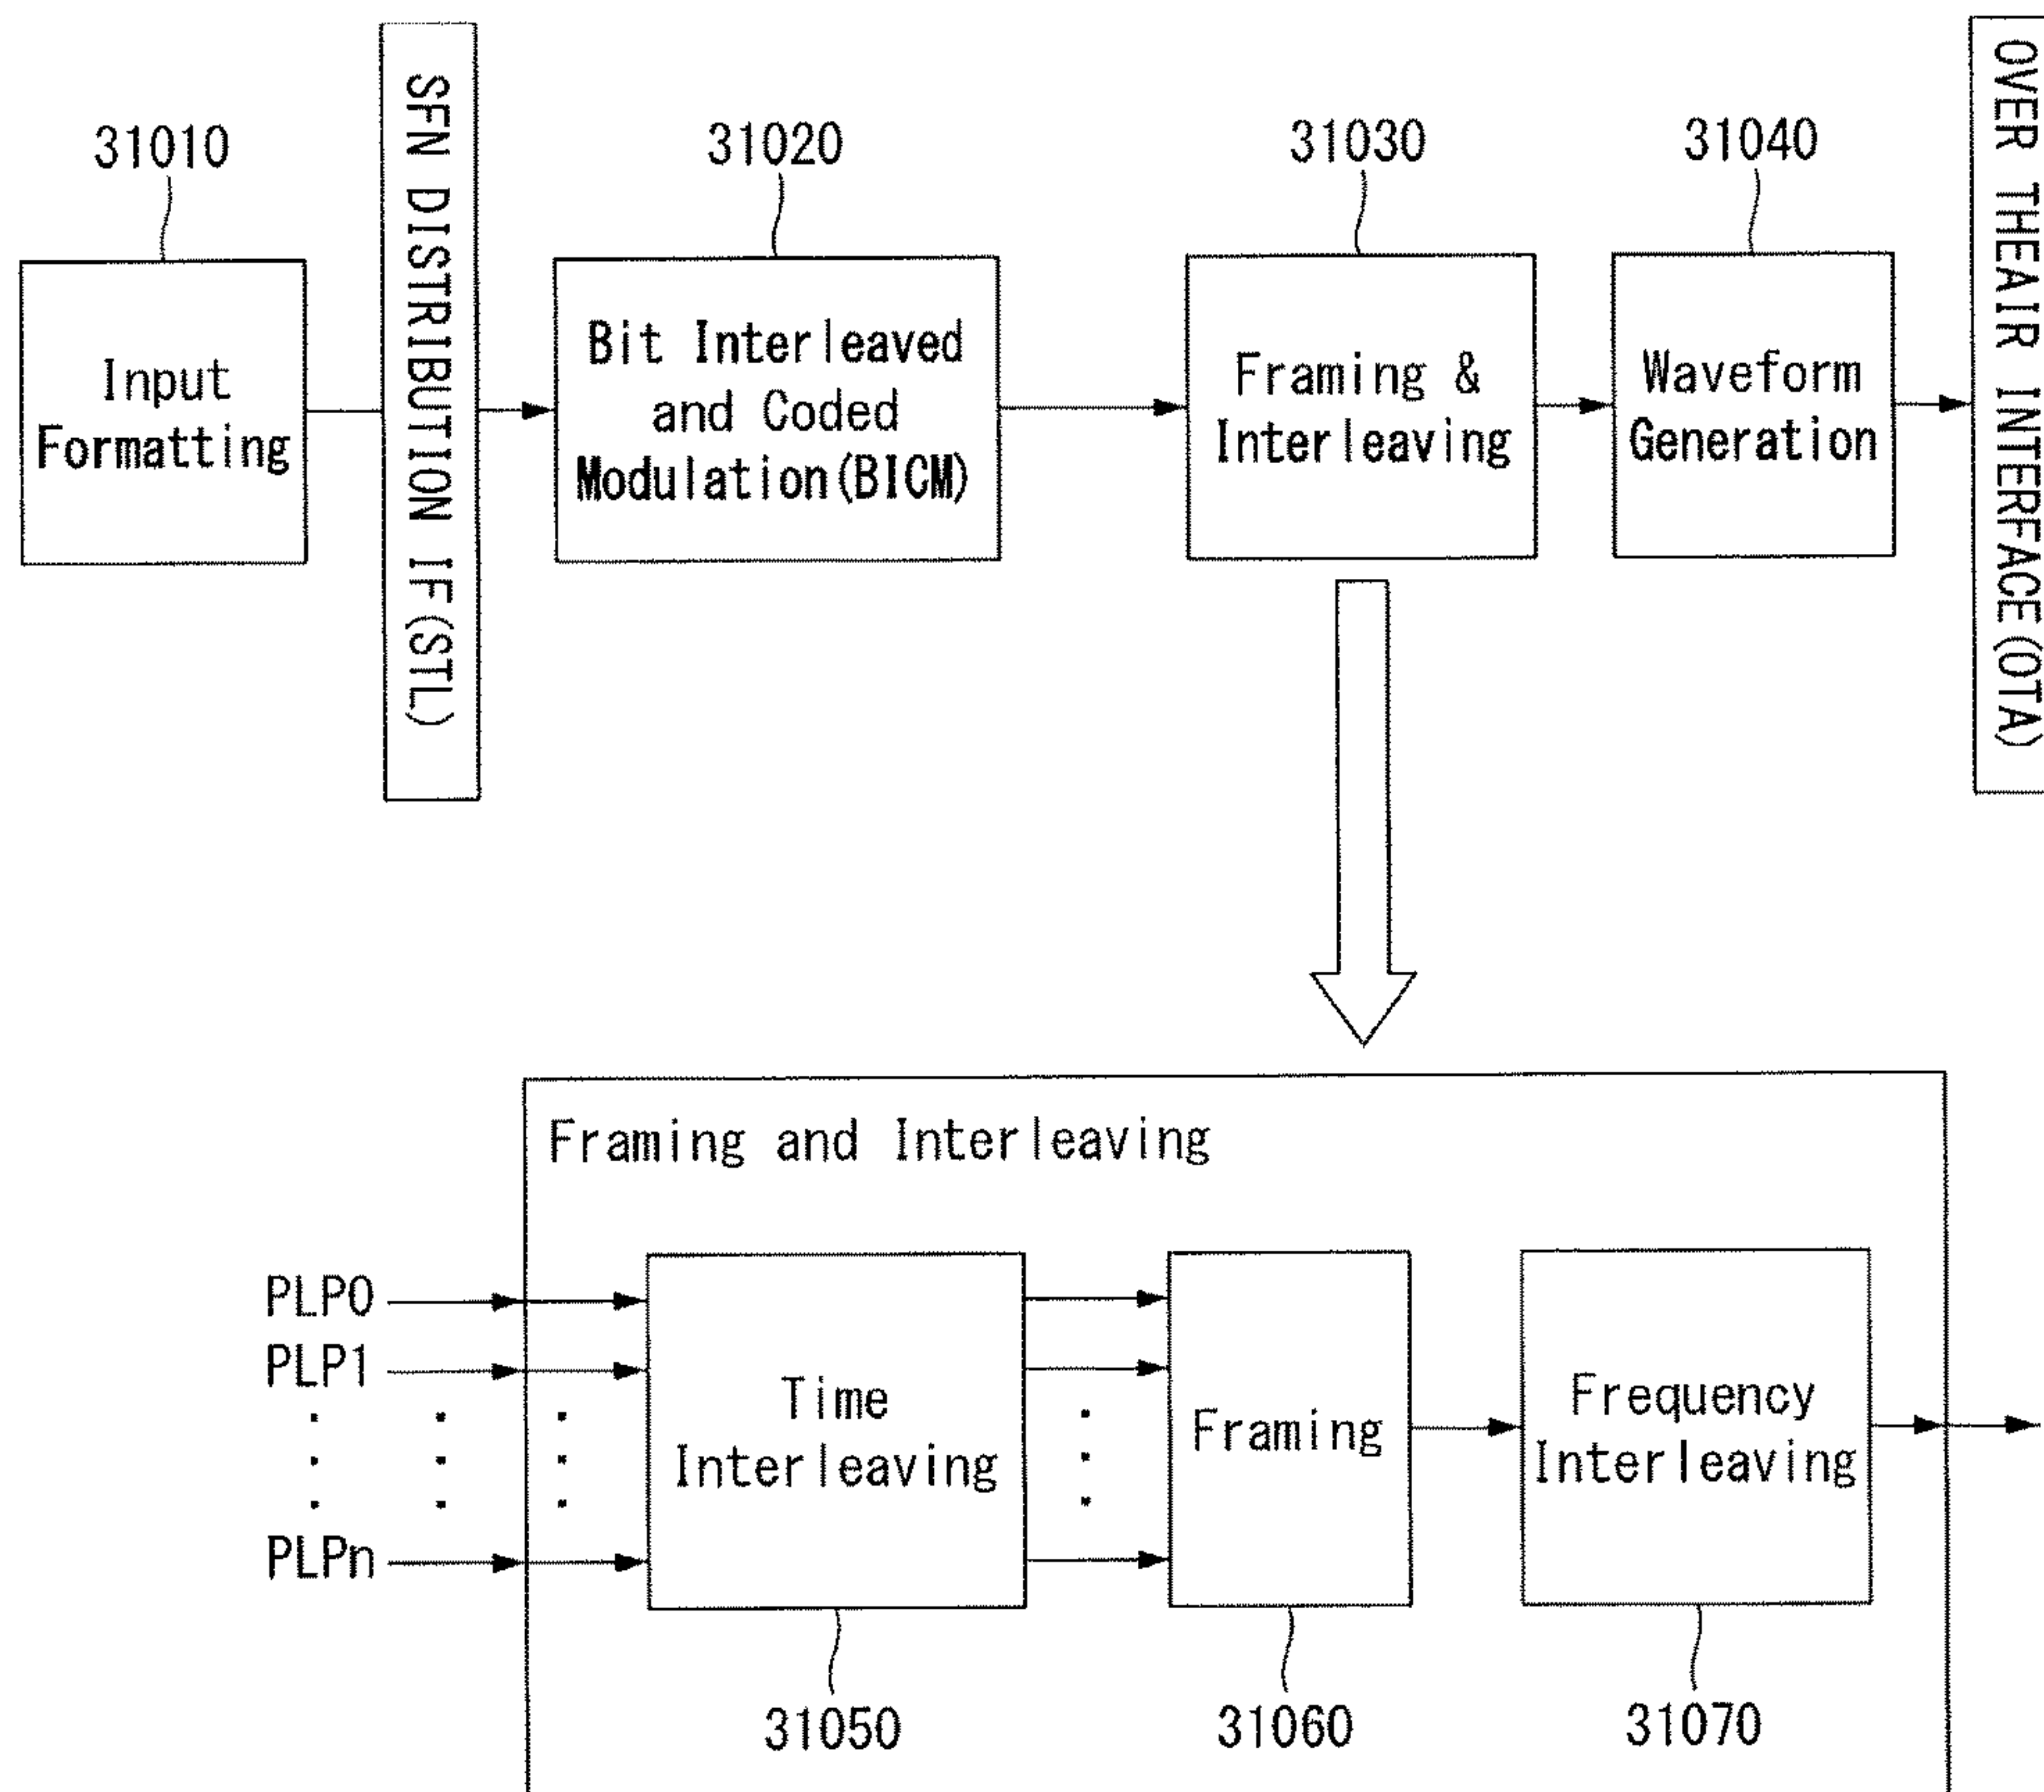 31010
31020
31030
31040
SFN DISTRIBUTION IF(STL)
OVER THEAIR INTERFACE(OTA)
Input
Formatting
Bit Interleaved
and Coded
Modulation(BICM)
Framing &
Interleaving
Waveform
Generation
Framing and Interleaving
PLP0
PLP1
PLPn
Time
Interleaving
Framing
Frequency
Interleaving
31050
31060
31070